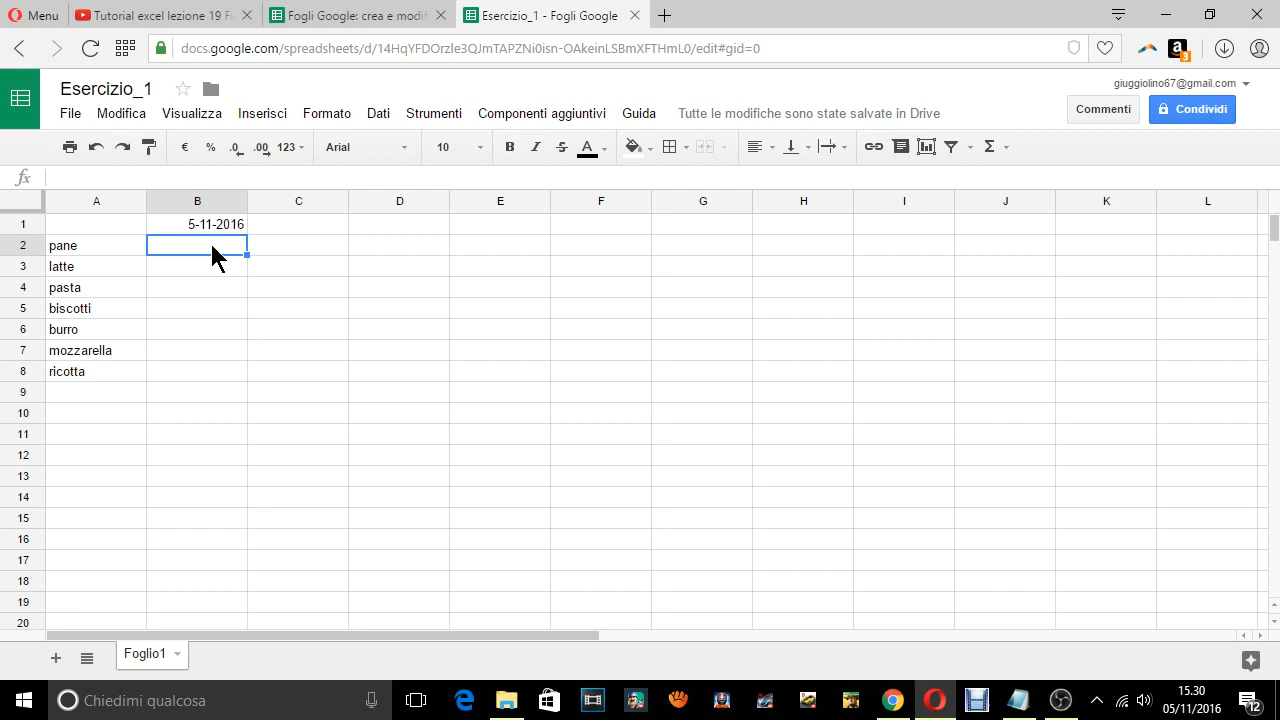 Menu
Tutorial excel lezione 19 Fu
Fogli Google: crea e modif
Esercizio_1 - Fogli Google
docs.google.com/spreadsheets/d/14HqYFDOrzIe3QJmTAPZNi0isn-OAkeinLSBmXFTHmL0/edit#gid=0
3
Esercizio_1
giuggiolino67@gmail.com
File Modifica Visualizza Inserisci Formato Dati Strumenti Componenti aggiuntivi Guida Tutte le modifiche sono state salvate in Drive
Commenti
Condividi
€ % .0 .00 123 Arial 10 B I S A Σ
fx
A B C D E F G H I J K L
1 5-11-2016
2 pane
3 latte
4 pasta
5 biscotti
6 burro
7 mozzarella
8 ricotta
9
10
11
12
13
14
15
16
17
18
19
20
Foglio1
Chiedimi qualcosa
15.30
05/11/2016
12